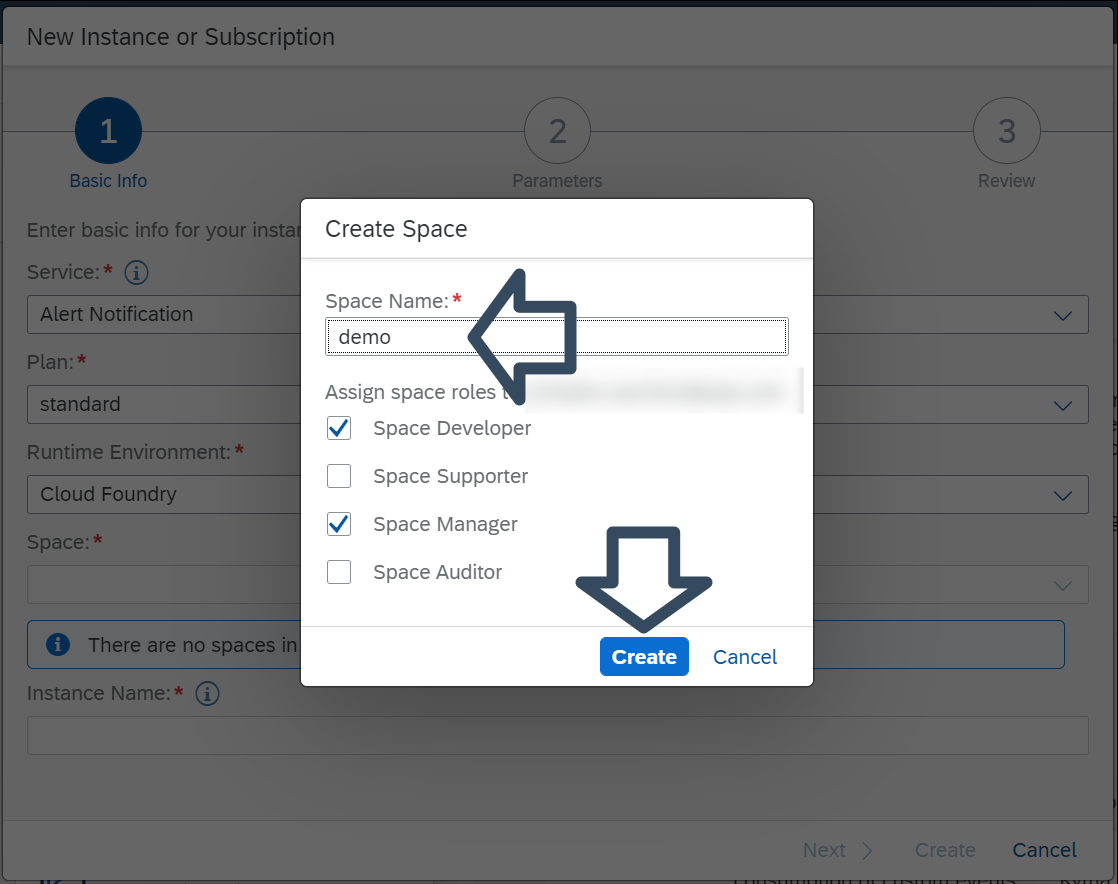 New Instance or Subscription
1
2
3
Basic Info
Parameters
Review
Enter basic info for your
Service:*
Alert Notification
Plan:*
standard
Runtime Environment:*
Cloud Foundry
Space:*
There are no spaces in
Instance Name:*
Create Space
Space Name:*
demo
Assign space roles
Space Developer
Space Supporter
Space Manager
Space Auditor
Create Cancel
Next Create Cancel